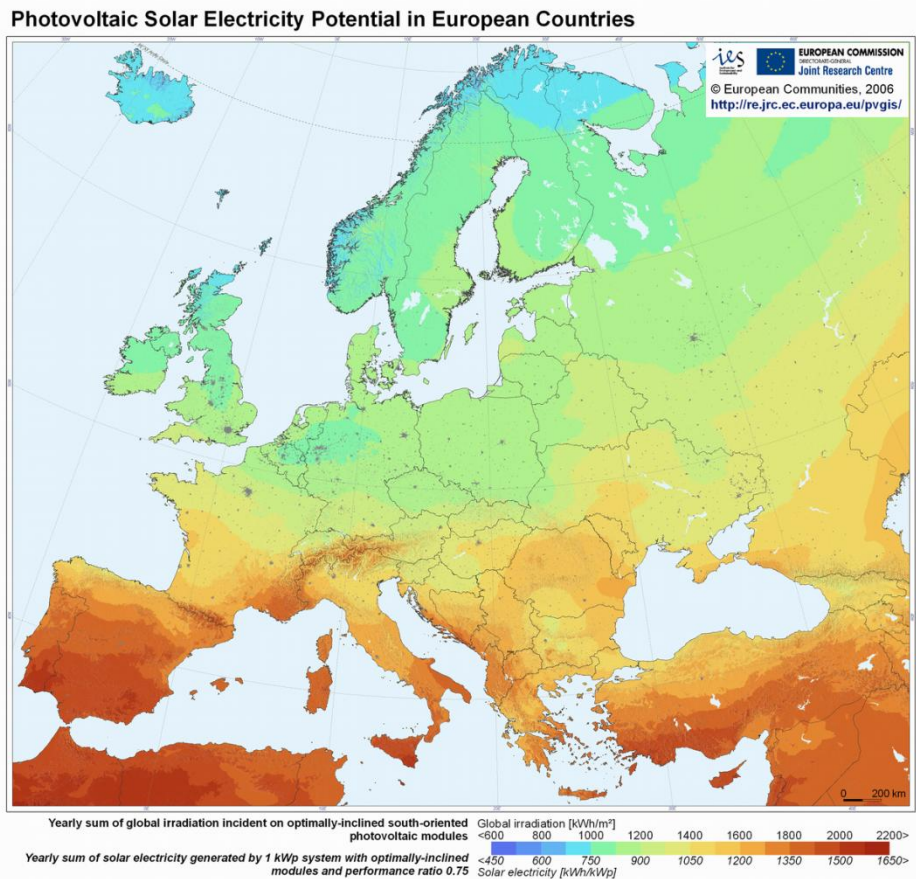 Photovoltaic Solar Electricity Potential in European Countries
ies
EUROPEAN COMMISSION
DIRECTORATE-GENERAL
Joint Research Centre
© European Communities, 2006
http://re.jrc.ec.europa.eu/pvgis/
0 200 km
Yearly sum of global irradiation incident on optimally-inclined south-oriented
photovoltaic modules
Yearly sum of solar electricity generated by 1 kWp system with optimally-inclined
modules and performance ratio 0.75
Global irradiation [kWh/m²]
<600 800 1000 1200 1400 1600 1800 2000 2200>
<450 600 750 900 1050 1200 1350 1500 1650>
Solar electricity [kWh/kWp]